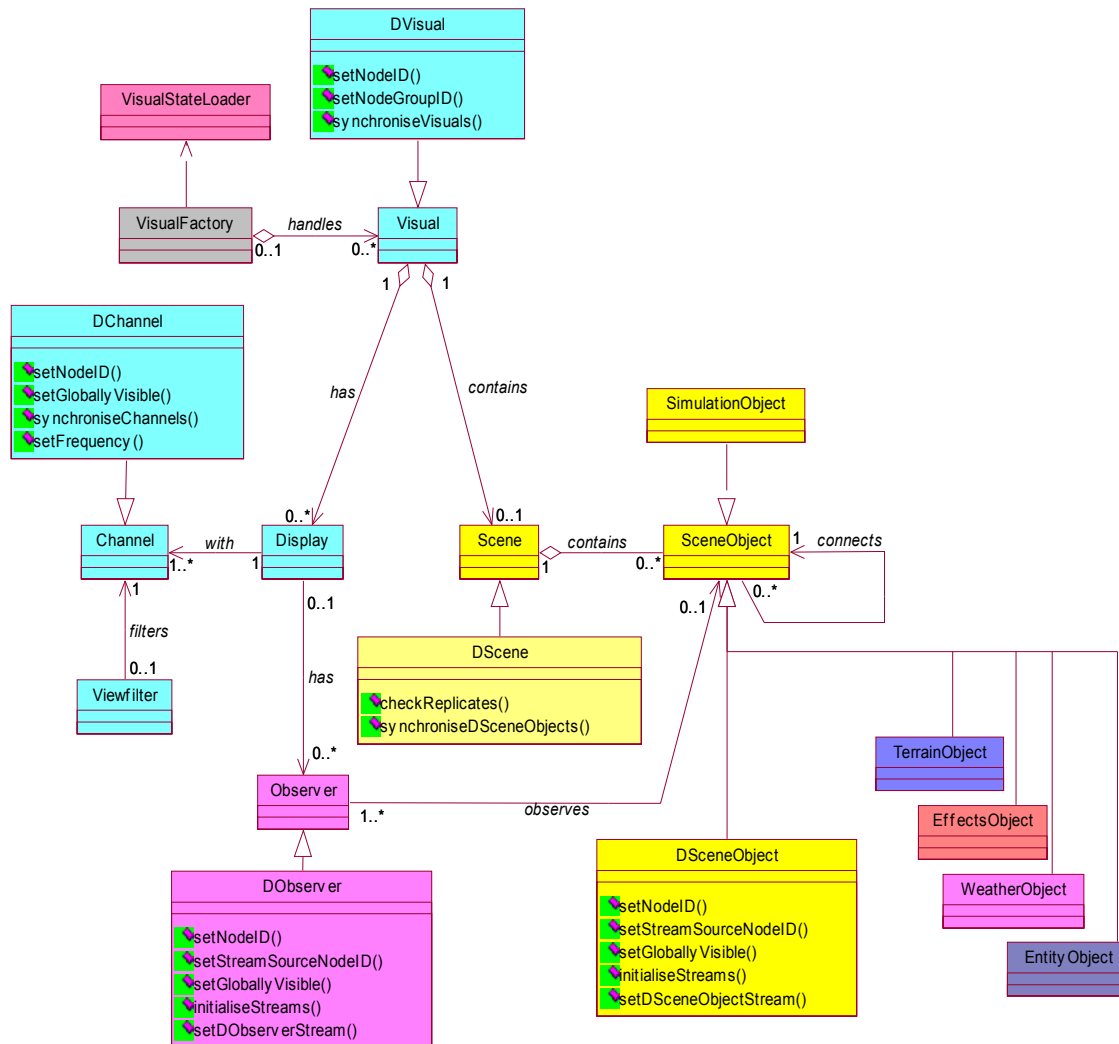 DVisual
setNodeID()
setNodeGroupID()
synchroniseVisuals()
VisualStateLoader
VisualFactory
handles
0..1
0..*
Visual
1
1
DChannel
setNodeID()
setGloballyVisible()
synchroniseChannels()
setFrequency()
has
contains
SimulationObject
0..*
0..1
Channel
with
1..*
1
Display
Scene
contains
1
0..*
SceneObject
1
connects
0..*
1
0..1
0..1
filters
0..1
Viewfilter
has
0..*
DScene
checkReplicates()
synchroniseDSceneObjects()
TerrainObject
Observer
1..*
observes
EffectsObject
DObserver
setNodeID()
setStreamSourceNodeID()
setGloballyVisible()
initialiseStreams()
setDObserverStream()
DSceneObject
setNodeID()
setStreamSourceNodeID()
setGloballyVisible()
initialiseStreams()
setDSceneObjectStream()
WeatherObject
EntityObject